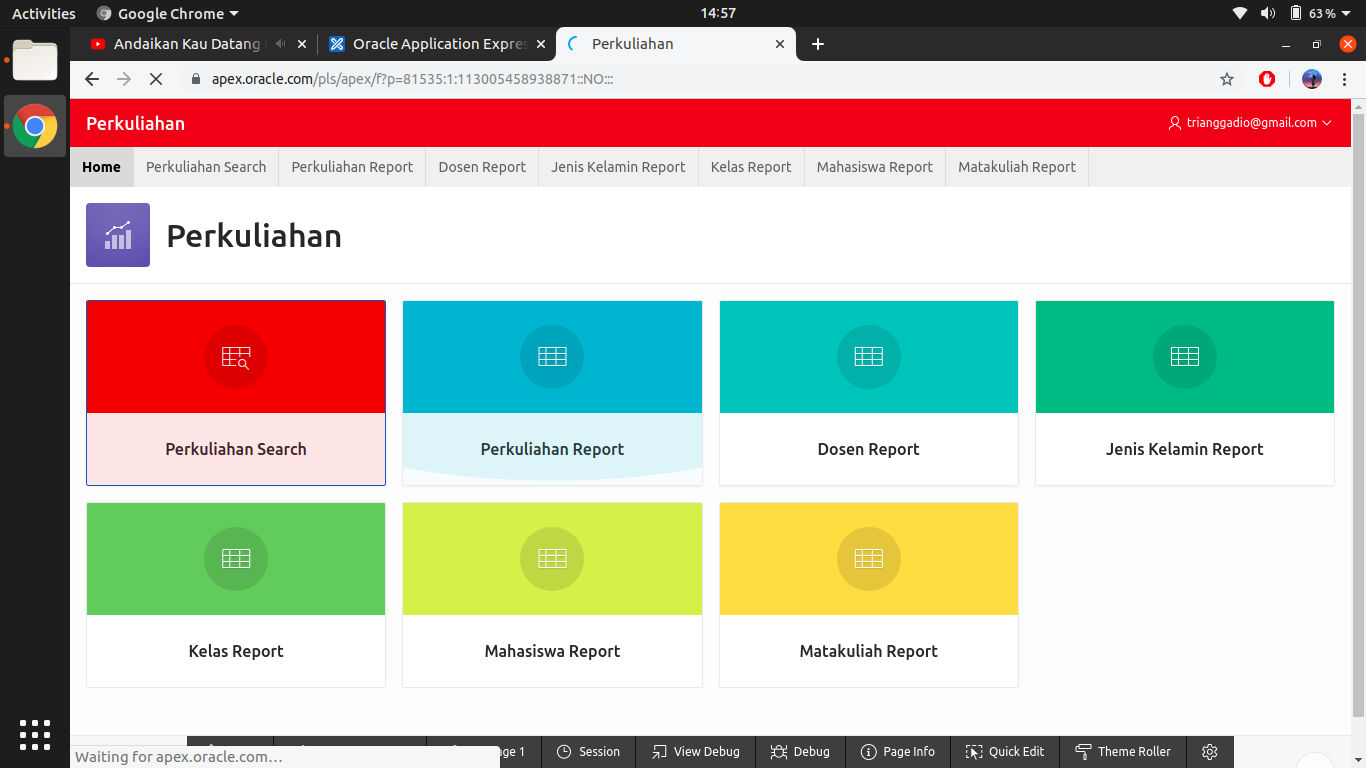 Activities Google Chrome 14:57 63 %
Andaikan Kau Datang Oracle Application Expre Perkuliahan
apex.oracle.com/pls/apex/f?p=81535:1:113005458938871::NO:::
Perkuliahan trianggadio@gmail.com
Home Perkuliahan Search Perkuliahan Report Dosen Report Jenis Kelamin Report Kelas Report Mahasiswa Report Matakuliah Report
Perkuliahan
Perkuliahan Search Perkuliahan Report Dosen Report Jenis Kelamin Report
Kelas Report Mahasiswa Report Matakuliah Report
1 Session View Debug Debug Page Info Quick Edit Theme Roller
Waiting for apex.oracle.com…